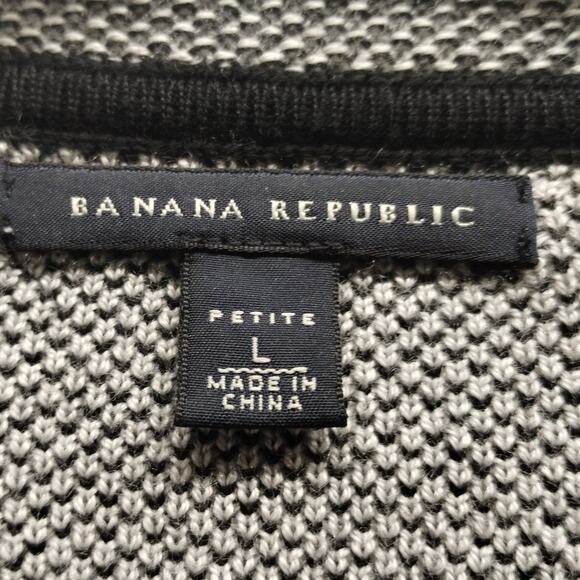 BANANA REPUBLIC
PETITE
L
MADE IN
CHINA